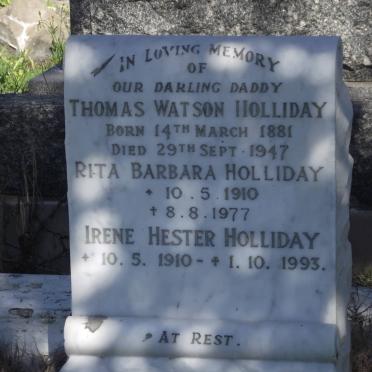 IN LOVING MEMORY
OF
OUR DARLING DADDY
THOMAS WATSON HOLLIDAY
BORN 14TH MARCH 1881
DIED 29TH SEPT · 1947
RITA BARBARA HOLLIDAY
+ 10.5.1910
+ 8.8.1977
IRENE HESTER HOLLIDAY
+ 10.5.1910 - + 1.10.1993.
AT REST.